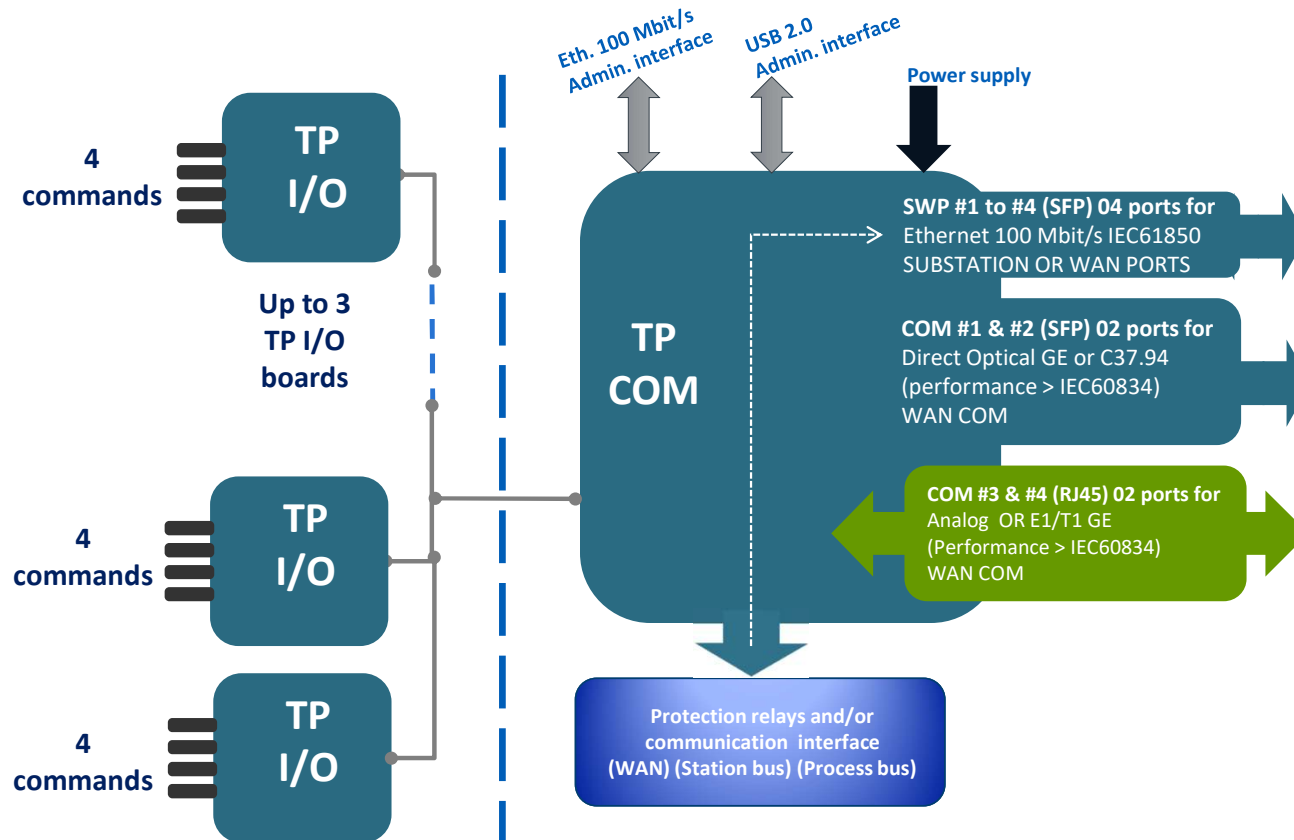 4
commands
TP
I/O
Up to 3
TP I/O
boards
4
commands
TP
I/O
4
commands
TP
I/O
Eth. 100 Mbit/s
Admin. interface
USB 2.0
Admin. interface
Power supply
TP
COM
SWP #1 to #4 (SFP) 04 ports for
Ethernet 100 Mbit/s IEC61850
SUBSTATION OR WAN PORTS
COM #1 & #2 (SFP) 02 ports for
Direct Optical GE or C37.94
(performance > IEC60834)
WAN COM
COM #3 & #4 (RJ45) 02 ports for
Analog OR E1/T1 GE
(Performance > IEC60834)
WAN COM
Protection relays and/or
communication interface
(WAN) (Station bus) (Process bus)